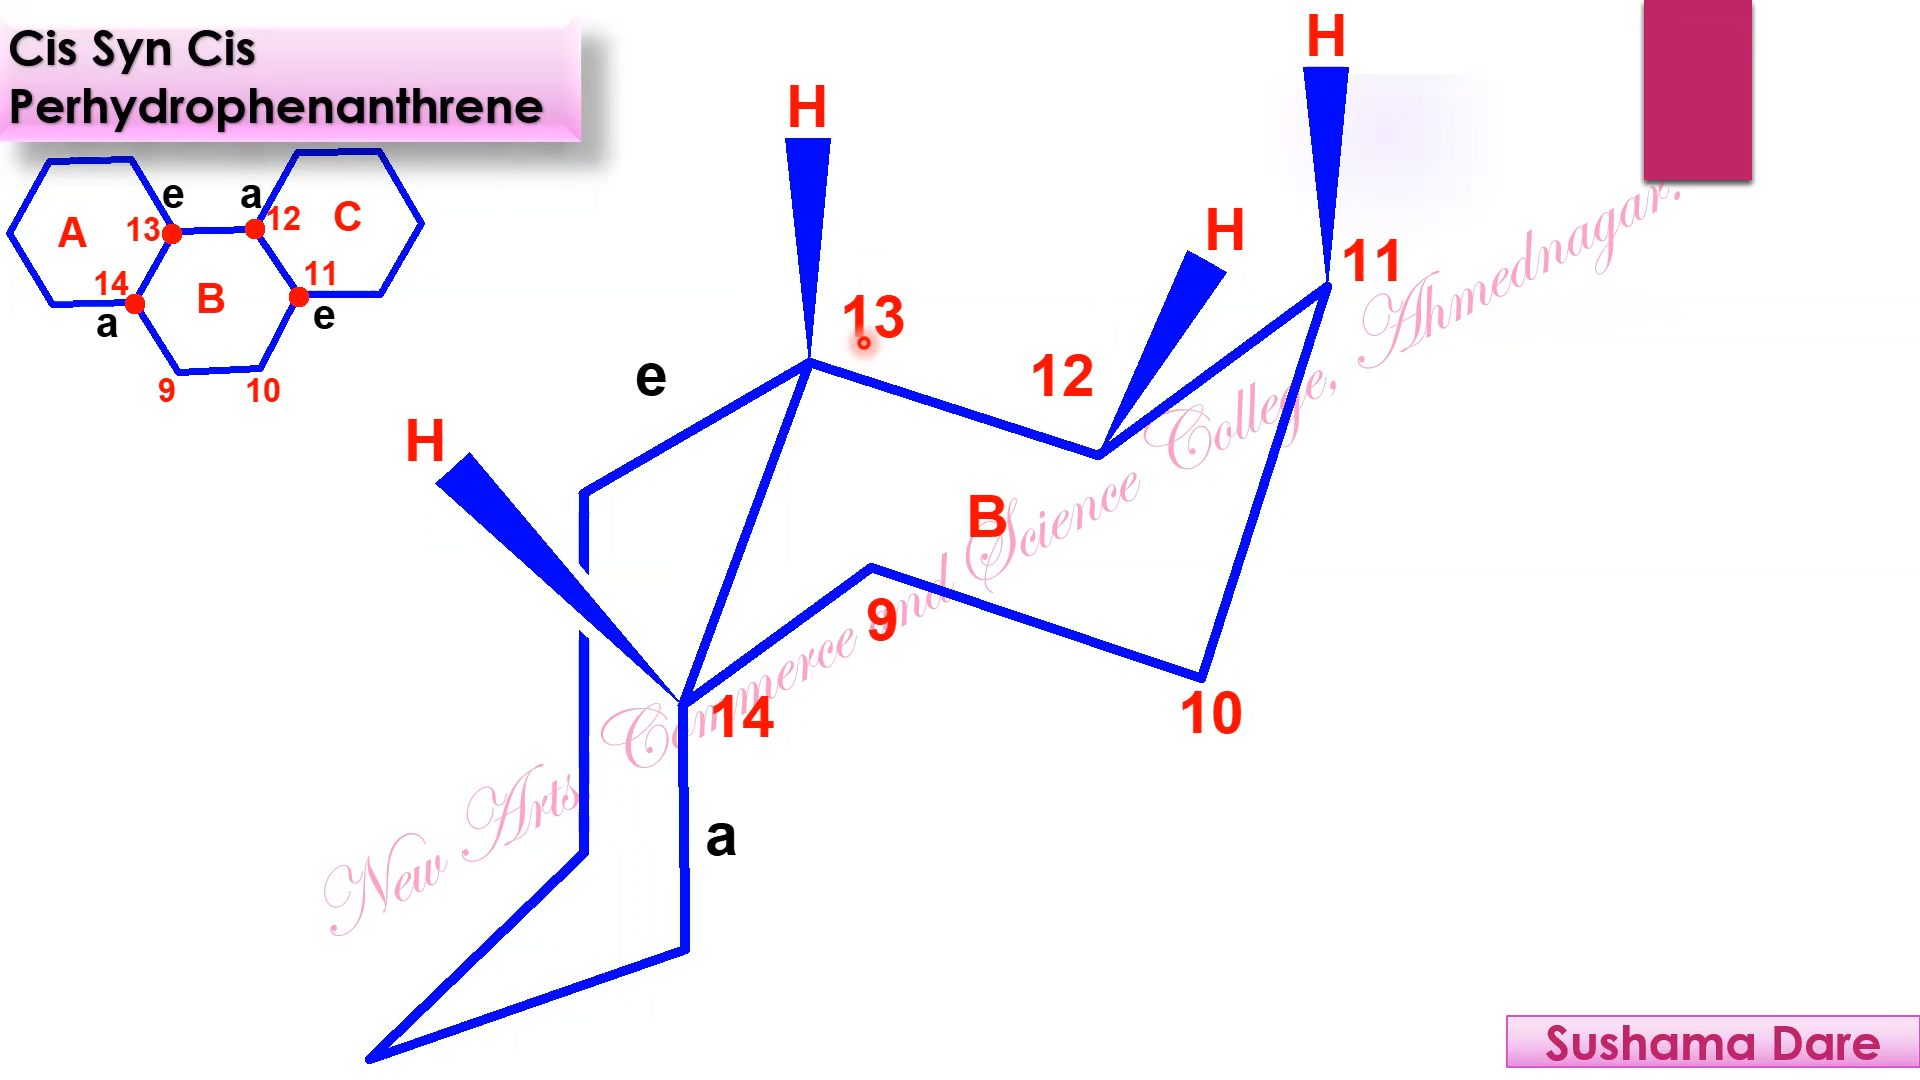 Cis Syn Cis
Perhydrophenanthrene
H
H
e
a
A
13
12
C
H
14
B
11
a
e
9
10
H
13
11
e
12
H
B
9
14
10
a
New Arts Commerce and Science College, Ahmednagar.
Sushama Dare